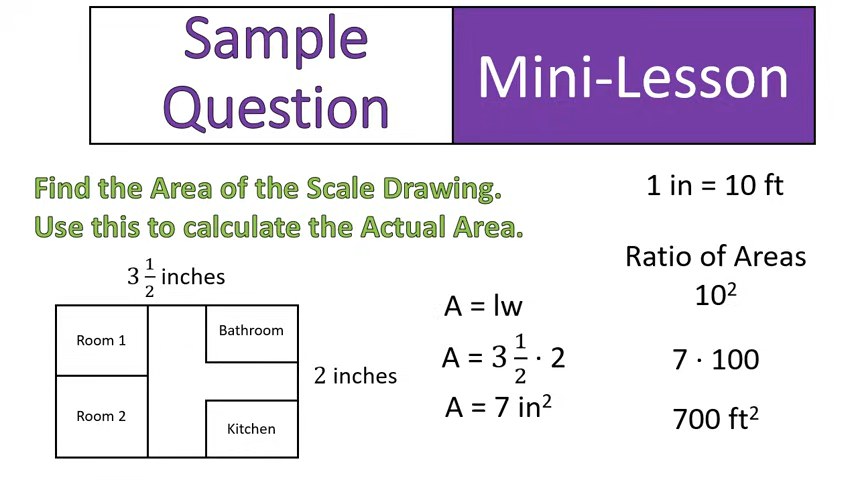 Sample
Question
Mini-Lesson
Find the Area of the Scale Drawing.
Use this to calculate the Actual Area.
3 1/2 inches
Room 1
Bathroom
Room 2
Kitchen
2 inches
A = lw
A = 3 1/2 · 2
A = 7 in²
1 in = 10 ft
Ratio of Areas
10²
7 · 100
700 ft²